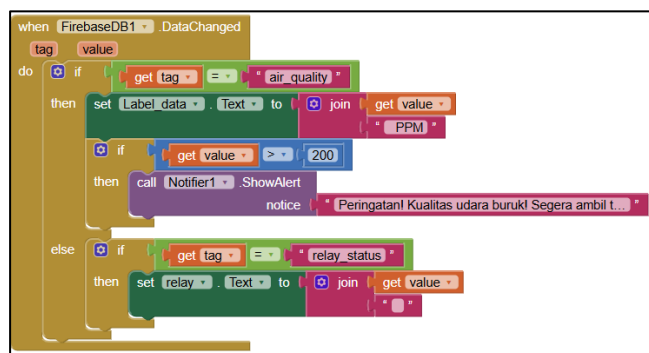 when FirebaseDB1 .DataChanged
tag value
do if get tag = " air_quality "
then set Label_data . Text to join get value
" PPM "
if get value > 200
then call Notifier1 .ShowAlert
notice " Peringatan! Kualitas udara buruk! Segera ambil t... "
else if get tag = " relay_status "
then set relay . Text to join get value
" "